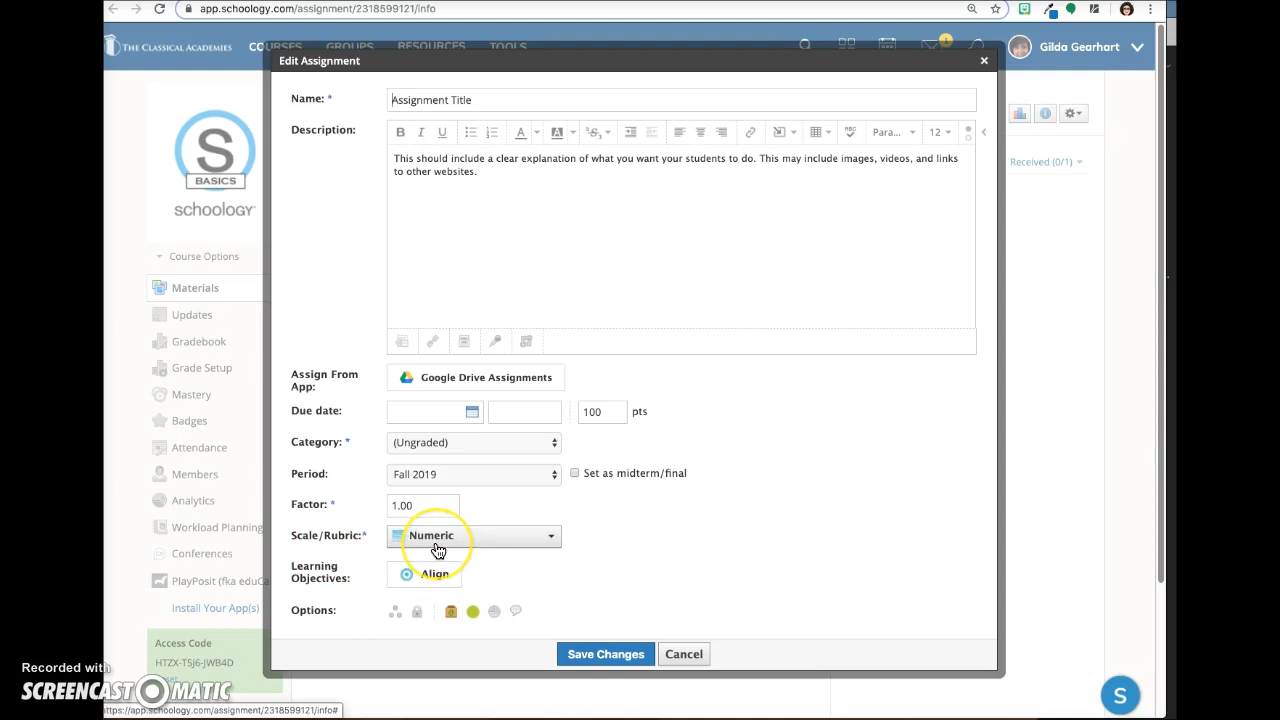 app.schoology.com/assignment/2318599121/info
THE CLASSICAL ACADEMIES
COURSES
GROUPS
RESOURCES
TOOLS
1
Gilda Gearhart
Edit Assignment
Name: *
Assignment Title
Description:
B I U
A
A
Para...
12
This should include a clear explanation of what you want your students to do. This may include images, videos, and links
to other websites.
S
BASICS
schoology
Received (0/1)
Course Options
Materials
Updates
Gradebook
Grade Setup
Mastery
Badges
Attendance
Members
Analytics
Workload Planning
Conferences
PlayPosit (fka eduCa
Install Your App(s)
Access Code
HTZX-T5J6-JWB4D
Assign From
App:
Google Drive Assignments
Due date:
100 pts
Category: *
(Ungraded)
Period:
Fall 2019
Set as midterm/final
Factor: *
1.00
Scale/Rubric:*
Numeric
Learning
Objectives:
Align
Options:
Save Changes
Cancel
S
Recorded with
SCREENCAST-O-MATIC
https://app.schoology.com/assignment/2318599121/info#